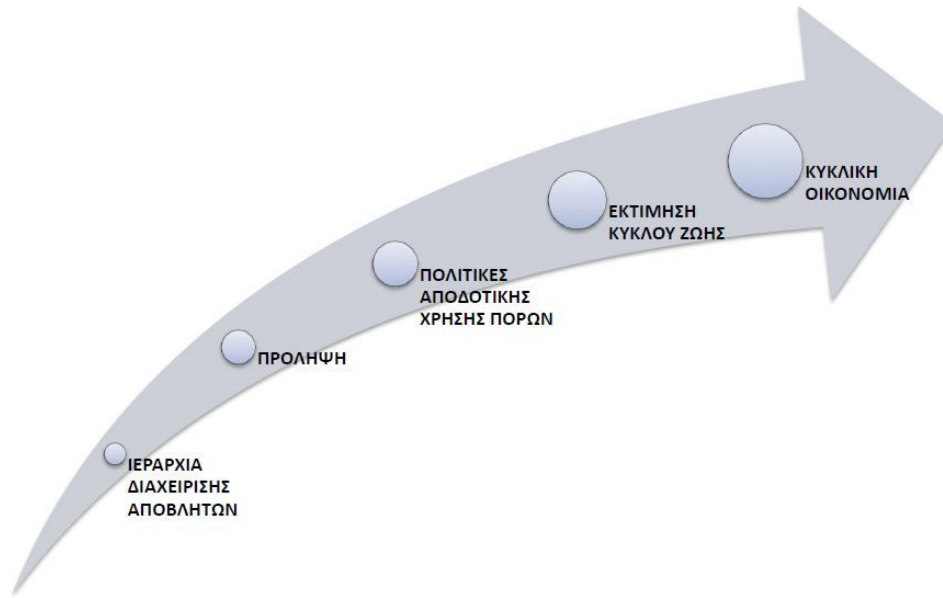 ΚΥΚΛΙΚΗ
ΟΙΚΟΝΟΜΙΑ
ΕΚΤΙΜΗΣΗ
ΚΥΚΛΟΥ ΖΩΗΣ
ΠΟΛΙΤΙΚΕΣ
ΑΠΟΔΟΤΙΚΗΣ
ΧΡΗΣΗΣ ΠΟΡΩΝ
ΠΡΟΛΗΨΗ
ΙΕΡΑΡΧΙΑ
ΔΙΑΧΕΙΡΙΣΗΣ
ΑΠΟΒΛΗΤΩΝ